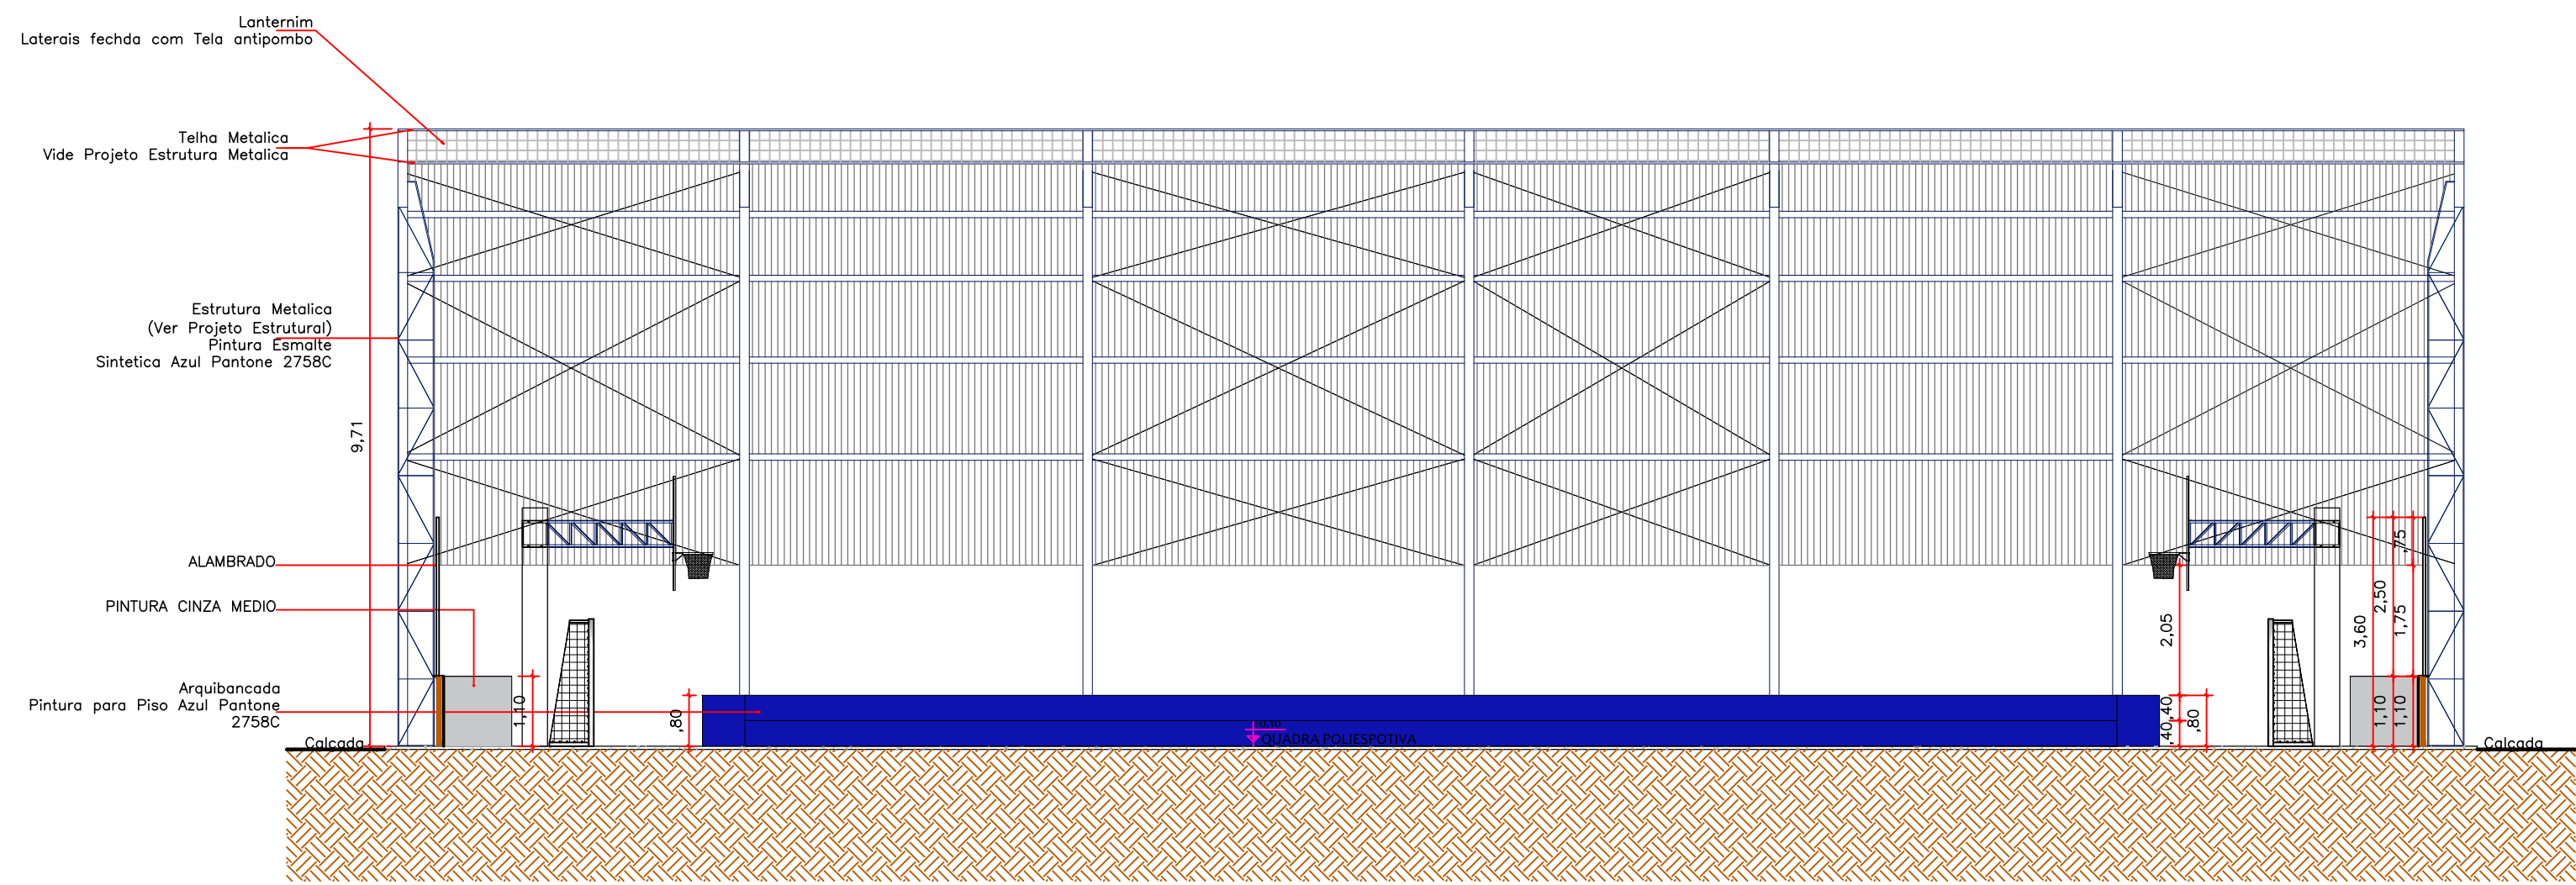 Lanternim
Laterais fechda com Tela antipombo
Telha Metalica
Vide Projeto Estrutura Metalica
Estrutura Metalica
(Ver Projeto Estrutural)
Pintura Esmalte
Sintetica Azul Pantone 2758C
9,71
ALAMBRADO
PINTURA CINZA MEDIO
Arquibancada
Pintura para Piso Azul Pantone
2758C
Calcada
1,10
,80
+0,10
QUADRA POLIESPOTIVA
2,05
,40
,40
,80
3,60
2,50
,75
1,75
1,10
1,10
Calcada